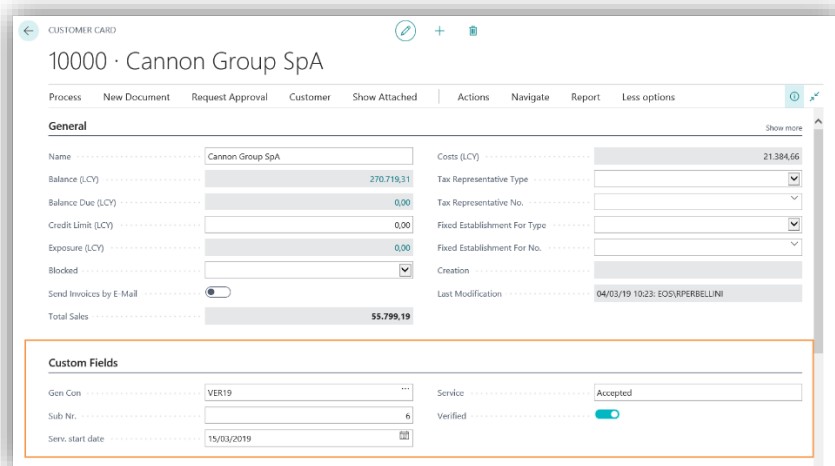 CUSTOMER CARD
10000 · Cannon Group SpA
Process New Document Request Approval Customer Show Attached Actions Navigate Report Less options
General
Show more
Name Cannon Group SpA
Costs (LCY) 21.384,66
Balance (LCY) 270.719,31
Tax Representative Type
Balance Due (LCY) 0,00
Tax Representative No.
Credit Limit (LCY) 0,00
Fixed Establishment For Type
Exposure (LCY) 0,00
Fixed Establishment For No.
Blocked
Creation
Send Invoices by E-Mail
Last Modification 04/03/19 10:23: EOS\RPERBELLINI
Total Sales 55.799,19
Custom Fields
Gen Con VER19
Service Accepted
Sub Nr. 6
Verified
Serv. start date 15/03/2019